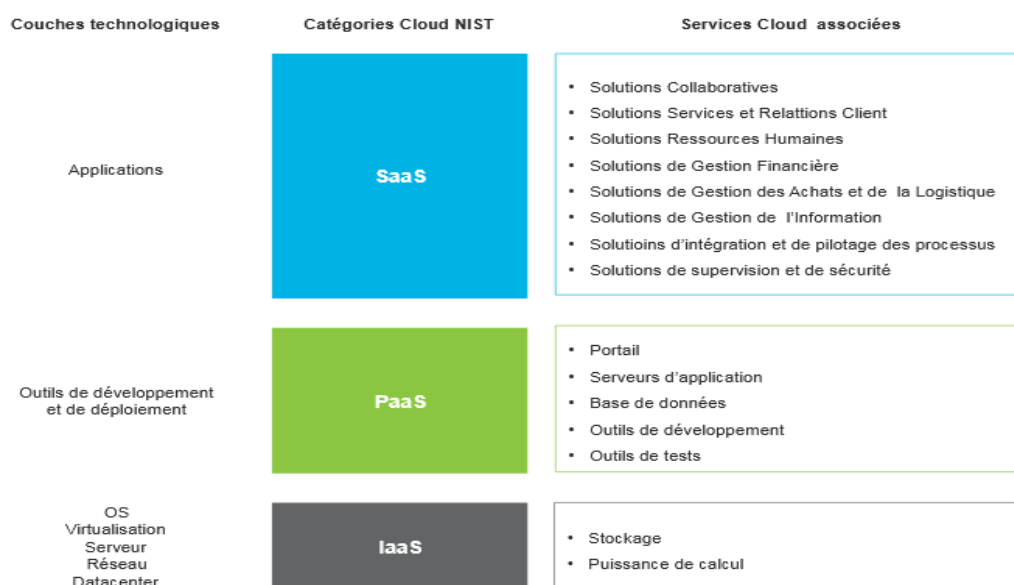 Couches technologiques
Catégories Cloud NIST
Services Cloud associées
Applications
SaaS
• Solutions Collaboratives
• Solutions Services et Relattions Client
• Solutions Ressources Humaines
• Solutions de Gestion Financière
• Solutions de Gestion des Achats et de la Logistique
• Solutions de Gestion de l'Information
• Solutioins d'intégration et de pilotage des processus
• Solutions de supervision et de sécurité
Outils de développement
et de déploiement
PaaS
• Portail
• Serveurs d'application
• Base de données
• Outils de développement
• Outils de tests
OS
Virtualisation
Serveur
Réseau
Datacenter
IaaS
• Stockage
• Puissance de calcul